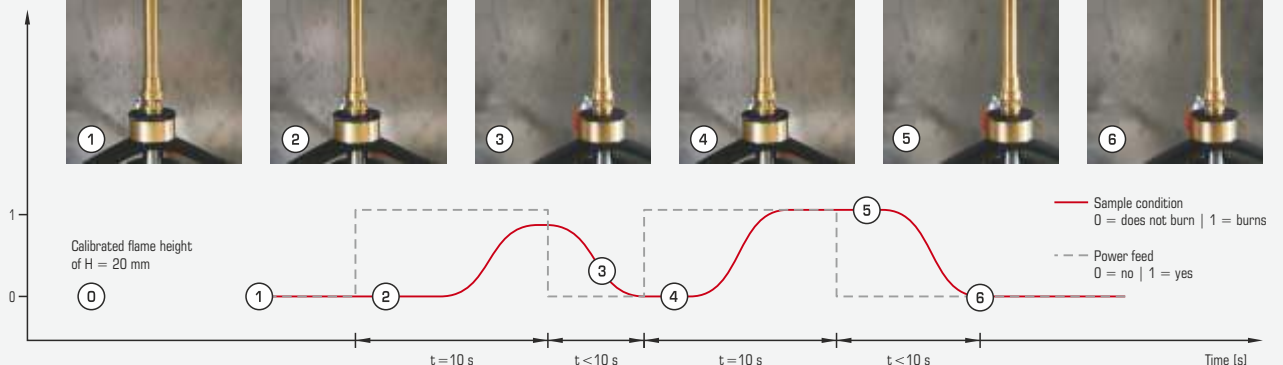 1
2
3
4
5
6
1
0
Calibrated flame height
of H = 20 mm
0
1
2
3
4
5
6
Sample condition
0 = does not burn | 1 = burns
Power feed
0 = no | 1 = yes
t = 10 s
t < 10 s
t = 10 s
t < 10 s
Time [s]